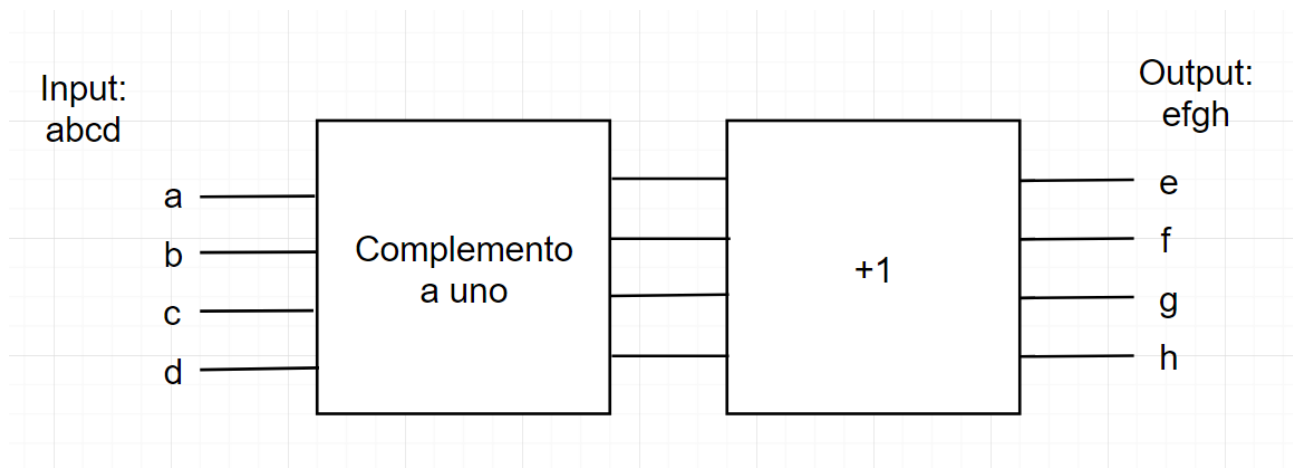 Input:
abcd
a
b
c
d
Complemento
a uno
+1
Output:
efgh
e
f
g
h